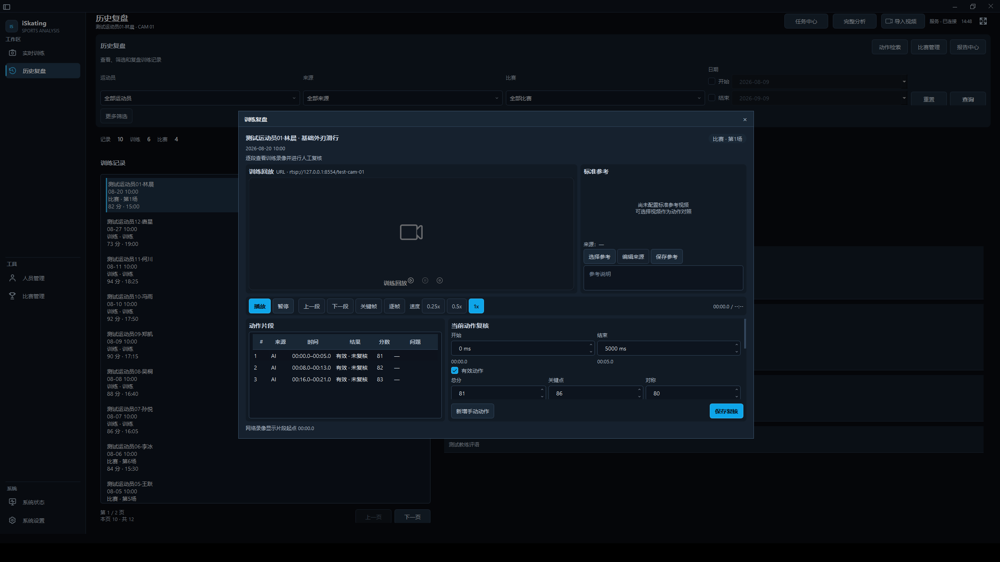 iSkating
IS
SPORTS ANALYSIS
工作区
实时训练
历史复盘
工具
人员管理
比赛管理
系统
系统状态
系统设置
历史复盘
测试运动员01·林晨 · CAM 01
任务中心
完整分析
导入视频
服务 · 已连接
14:48
历史复盘
查看、筛选和复盘训练记录
动作检索
比赛管理
报告中心
运动员
来源
比赛
日期
全部运动员
全部来源
全部比赛
开始
2026-08-09
结束
2026-09-09
重置
查询
更多筛选
记录 10 训练 6 比赛 4
训练记录
测试运动员01·林晨
08-20 10:00
比赛 · 第1场
82 分 · 15:00
测试运动员12·唐星
08-27 10:00
训练 · 训练
73 分 · 19:00
测试运动员11·何川
08-11 10:00
训练 · 训练
94 分 · 18:25
测试运动员10·冯雨
08-10 10:00
训练 · 训练
92 分 · 17:50
测试运动员09·郑凯
08-09 10:00
训练 · 训练
90 分 · 17:15
测试运动员08·吴桐
08-08 10:00
训练 · 训练
88 分 · 16:40
测试运动员07·孙悦
08-07 10:00
训练 · 训练
86 分 · 16:05
测试运动员06·李冰
08-06 10:00
比赛 · 第6场
84 分 · 15:30
测试运动员05·王跃
08-05 10:00
比赛 · 第5场
第 1 / 2 页
本页 10 · 共 12
上一页
下一页
训练复盘
×
测试运动员01·林晨 · 基础外刃滑行
比赛 · 第1场
2026-08-20 10:00
逐段查看训练录像并进行人工复核
训练回放 URL · rtsp://127.0.0.1:8554/test-cam-01
训练回放
标准参考
尚未配置标准参考视频
可选择视频作为动作对照
来源：—
选择参考
编辑来源
保存参考
参考说明
播放
暂停
上一段
下一段
关键帧
逐帧
速度
0.25x
0.5x
1x
00:00.0 / --:--
动作片段
# 来源 时间 结果 分数 问题
1 AI 00:00.0–00:05.0 有效 · 未复核 81 —
2 AI 00:08.0–00:13.0 有效 · 未复核 82 —
3 AI 00:16.0–00:21.0 有效 · 未复核 83 —
当前动作复核
开始
结束
0 ms
5000 ms
00:00.0
00:05.0
有效动作
总分
关键点
对称
81
86
80
新增手动动作
保存复核
网络录像显示片段起点 00:00.0
测试教练评语